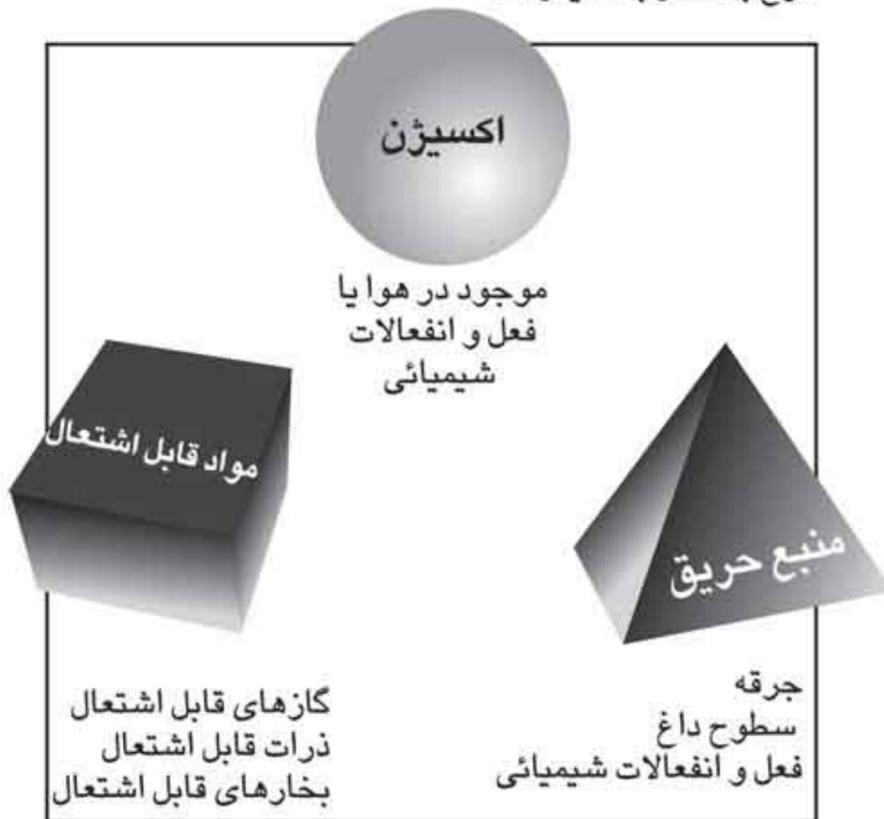 اکسیژن
موجود در هوا یا
فعل و انفعالات
شیمیائی
مواد قابل اشتعال
منبع حریق
گازهای قابل اشتعال
ذرات قابل اشتعال
بخارهای قابل اشتعال
جرقه
سطوح داغ
فعل و انفعالات شیمیائی